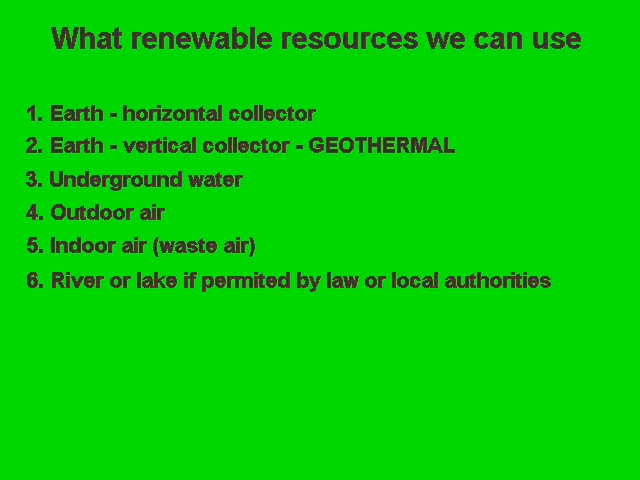 What renewable resources we can use
1. Earth - horizontal collector
2. Earth - vertical collector - GEOTHERMAL
3. Underground water
4. Outdoor air
5. Indoor air (waste air)
6. River or lake if permited by law or local authorities